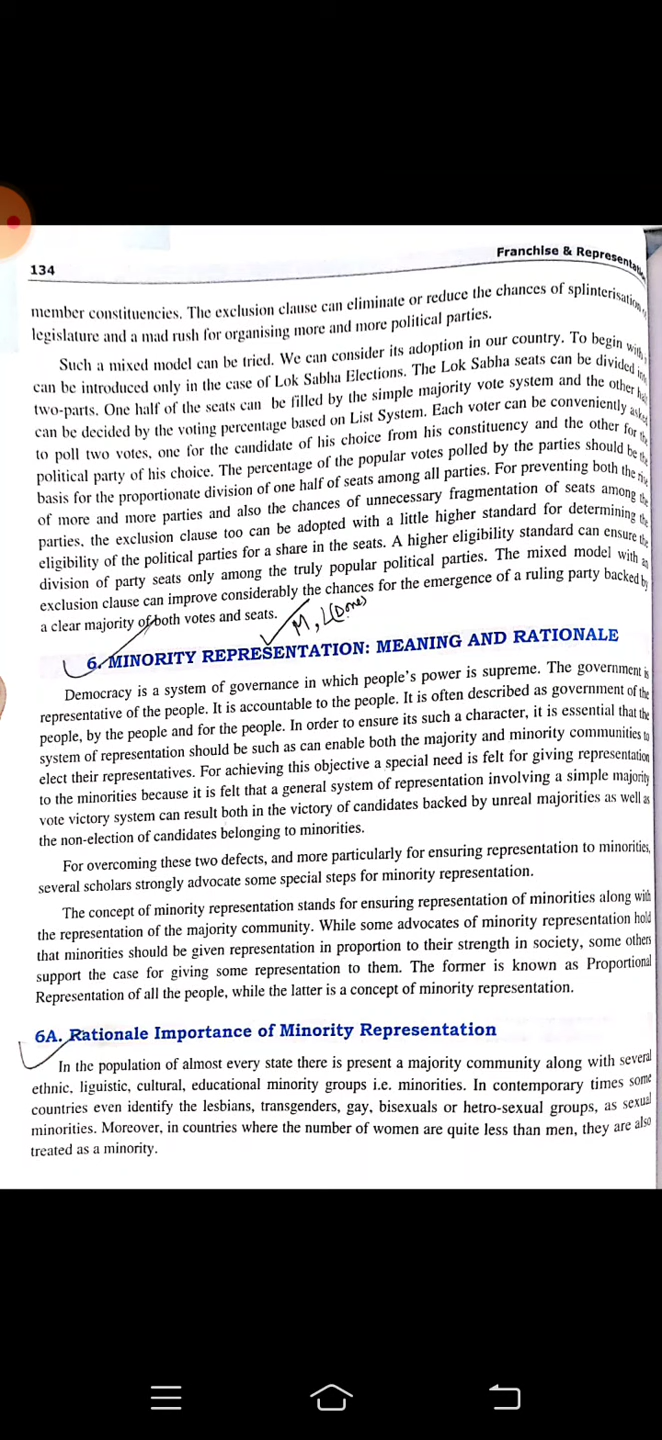 134
Franchise & Representa
member constituencies. The exclusion clause can eliminate or reduce the chances of splinterisation
legislature and a mad rush for organising more and more political parties.
Such a mixed model can be tried. We can consider its adoption in our country. To begin with
can be introduced only in the case of Lok Sabha Elections. The Lok Sabha seats can be divided into
two-parts. One half of the seats can be filled by the simple majority vote system and the other half
can be decided by the voting percentage based on List System. Each voter can be conveniently asked
to poll two votes, one for the candidate of his choice from his constituency and the other for the
political party of his choice. The percentage of the popular votes polled by the parties should be the
basis for the proportionate division of one half of seats among all parties. For preventing both the rise
of more and more parties and also the chances of unnecessary fragmentation of seats among the
parties, the exclusion clause too can be adopted with a little higher standard for determining the
eligibility of the political parties for a share in the seats. A higher eligibility standard can ensure the
division of party seats only among the truly popular political parties. The mixed model with an
exclusion clause can improve considerably the chances for the emergence of a ruling party backed by
a clear majority of both votes and seats.
M, L(Done)
6. MINORITY REPRESENTATION: MEANING AND RATIONALE
Democracy is a system of governance in which people's power is supreme. The government is
representative of the people. It is accountable to the people. It is often described as government of the
people, by the people and for the people. In order to ensure its such a character, it is essential that the
system of representation should be such as can enable both the majority and minority communities to
elect their representatives. For achieving this objective a special need is felt for giving representation
to the minorities because it is felt that a general system of representation involving a simple majority
vote victory system can result both in the victory of candidates backed by unreal majorities as well as
the non-election of candidates belonging to minorities.
For overcoming these two defects, and more particularly for ensuring representation to minorities,
several scholars strongly advocate some special steps for minority representation.
The concept of minority representation stands for ensuring representation of minorities along with
the representation of the majority community. While some advocates of minority representation hold
that minorities should be given representation in proportion to their strength in society, some others
support the case for giving some representation to them. The former is known as Proportional
Representation of all the people, while the latter is a concept of minority representation.
6A. Rationale Importance of Minority Representation
In the population of almost every state there is present a majority community along with several
ethnic, liguistic, cultural, educational minority groups i.e. minorities. In contemporary times some
countries even identify the lesbians, transgenders, gay, bisexuals or hetro-sexual groups, as sexual
minorities. Moreover, in countries where the number of women are quite less than men, they are also
treated as a minority.